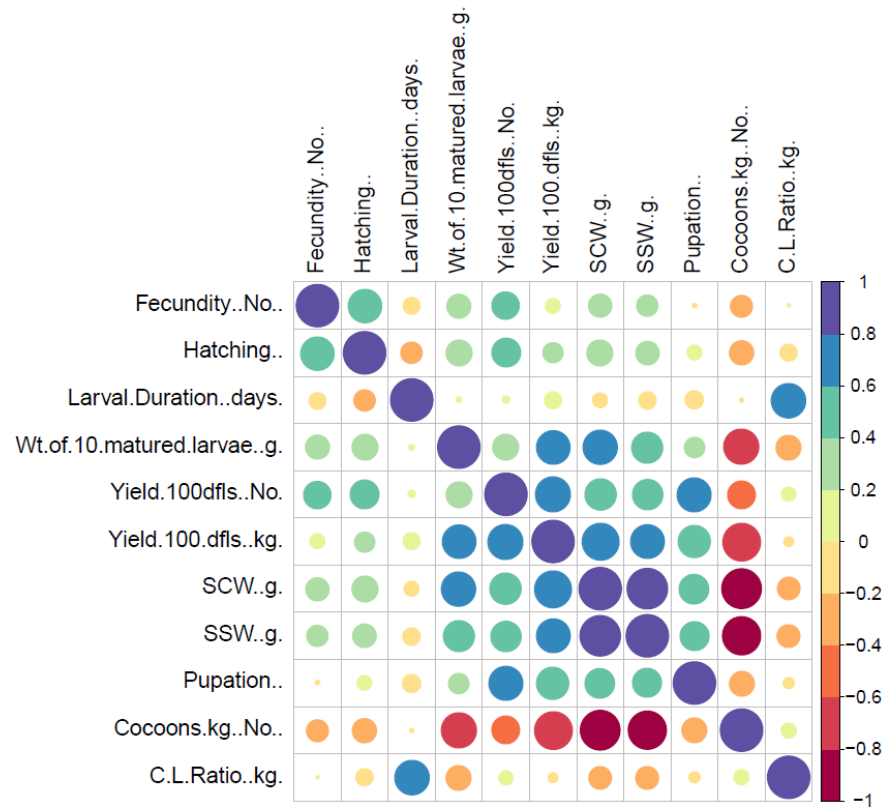 Fecundity..No..
Hatching..
Larval.Duration..days.
Wt.of.10.matured.larvae..g.
Yield.100dfls..No.
Yield.100.dfls..kg.
SCW..g.
SSW..g.
Pupation..
Cocoons.kg..No..
C.L.Ratio..kg.
Fecundity..No..
Hatching..
Larval.Duration..days.
Wt.of.10.matured.larvae..g.
Yield.100dfls..No.
Yield.100.dfls..kg.
SCW..g.
SSW..g.
Pupation..
Cocoons.kg..No..
C.L.Ratio..kg.
1
0.8
0.6
0.4
0.2
0
−0.2
−0.4
−0.6
−0.8
−1